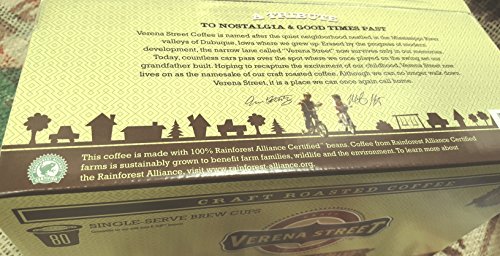 A TRIBUTE
TO NOSTALGIA & GOOD TIMES PAST
Verena Street Coffee is named after the quiet neighborhood nestled in the Mississippi River
valleys of Dubuque, Iowa where we grew up. Erased by the progress of modern
development, the narrow lane called "Verena Street" now survives only in our memories.
Today, countless cars pass over the spot where we once played on the swing set our
grandfather built. Hoping to recapture the excitement of our childhood, Verena Street now
lives on as the namesake of our craft roasted coffee. Although we can no longer walk down
Verena Street, it is a place we can once again call home.
This coffee is made with 100% Rainforest Alliance Certified™ beans. Coffee from Rainforest Alliance Certified
farms is sustainably grown to benefit farm families, wildlife and the environment. To learn more about
the Rainforest Alliance, visit www.rainforest-alliance.org.
CRAFT ROASTED COFFEE
80
SINGLE-SERVE BREW CUPS
VERENA STREET